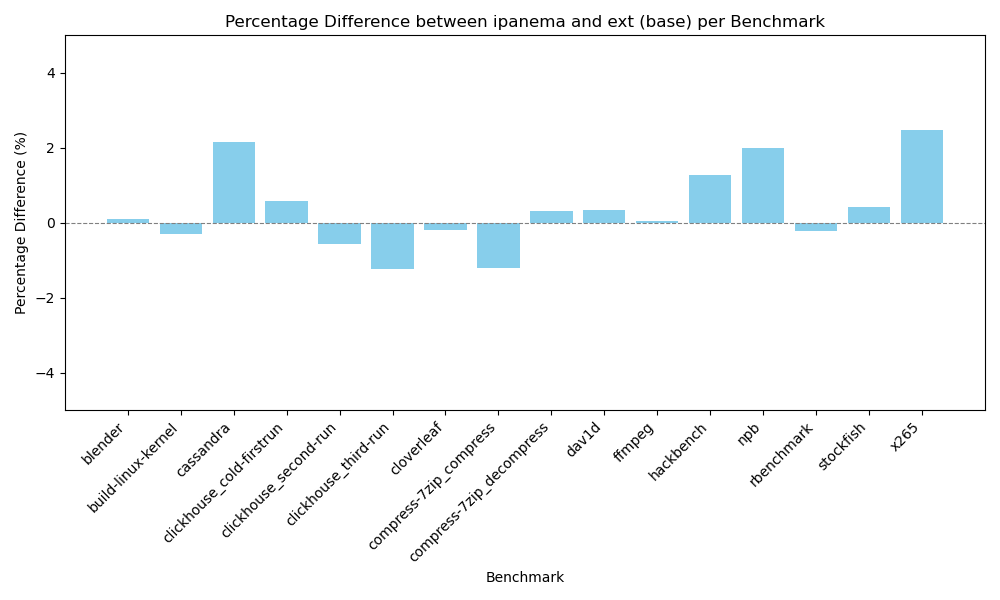 Percentage Difference between ipanema and ext (base) per Benchmark
Percentage Difference (%)
4
2
0
−2
−4
blender
build-linux-kernel
cassandra
clickhouse_cold-firstrun
clickhouse_second-run
clickhouse_third-run
cloverleaf
compress-7zip_compress
compress-7zip_decompress
dav1d
ffmpeg
hackbench
npb
rbenchmark
stockfish
x265
Benchmark